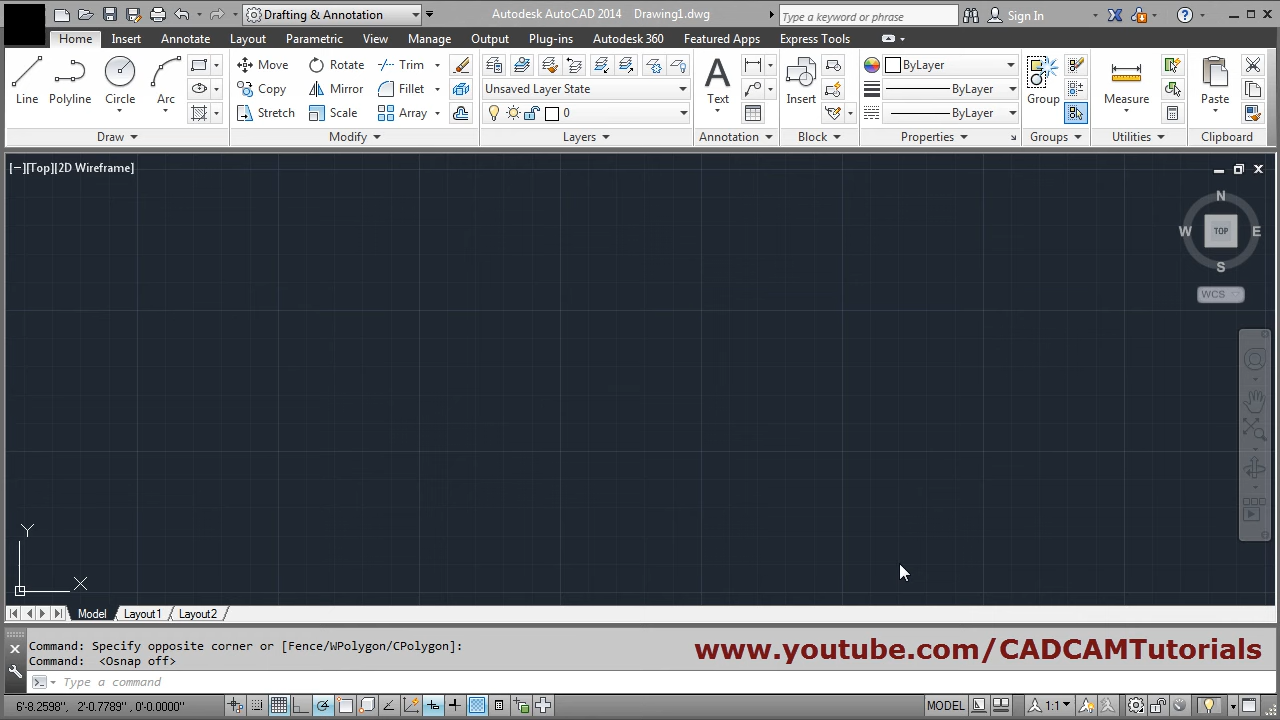 Drafting & Annotation
Autodesk AutoCAD 2014 Drawing1.dwg
Type a keyword or phrase
Sign In
Home Insert Annotate Layout Parametric View Manage Output Plug-ins Autodesk 360 Featured Apps Express Tools
Line Polyline Circle Arc
Move Rotate Trim
Copy Mirror Fillet
Stretch Scale Array
Unsaved Layer State
0
Text
Insert
ByLayer
ByLayer
ByLayer
Group
Measure
Paste
Draw Modify Layers Annotation Block Properties Groups Utilities Clipboard
[−][Top][2D Wireframe]
N
W TOP E
S
WCS
Y
X
Model Layout1 Layout2
Command: Specify opposite corner or [Fence/WPolygon/CPolygon]:
Command: <Osnap off>
www.youtube.com/CADCAMTutorials
Type a command
6'-8.2598", 2'-0.7789", 0'-0.0000"
MODEL
1:1